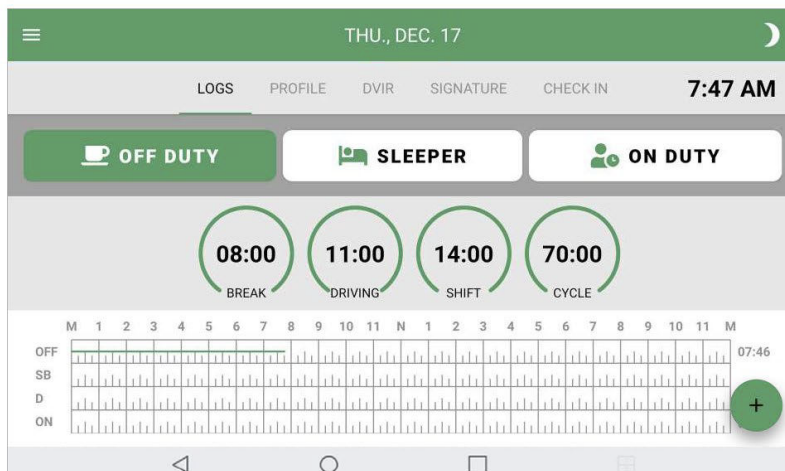 THU., DEC. 17
LOGS PROFILE DVIR SIGNATURE CHECK IN 7:47 AM
OFF DUTY SLEEPER ON DUTY
08:00 11:00 14:00 70:00
BREAK DRIVING SHIFT CYCLE
M 1 2 3 4 5 6 7 8 9 10 11 N 1 2 3 4 5 6 7 8 9 10 11 M
OFF 07:46
SB
D
ON